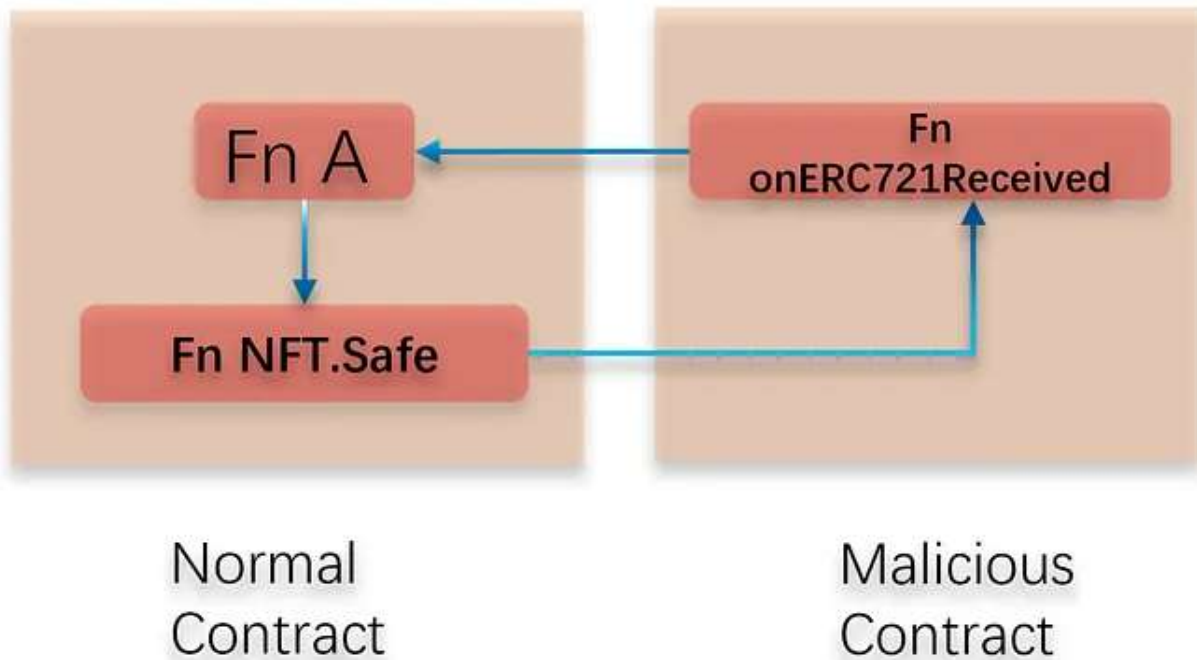 Fn A
Fn
onERC721Received
Fn NFT.Safe
Normal
Contract
Malicious
Contract